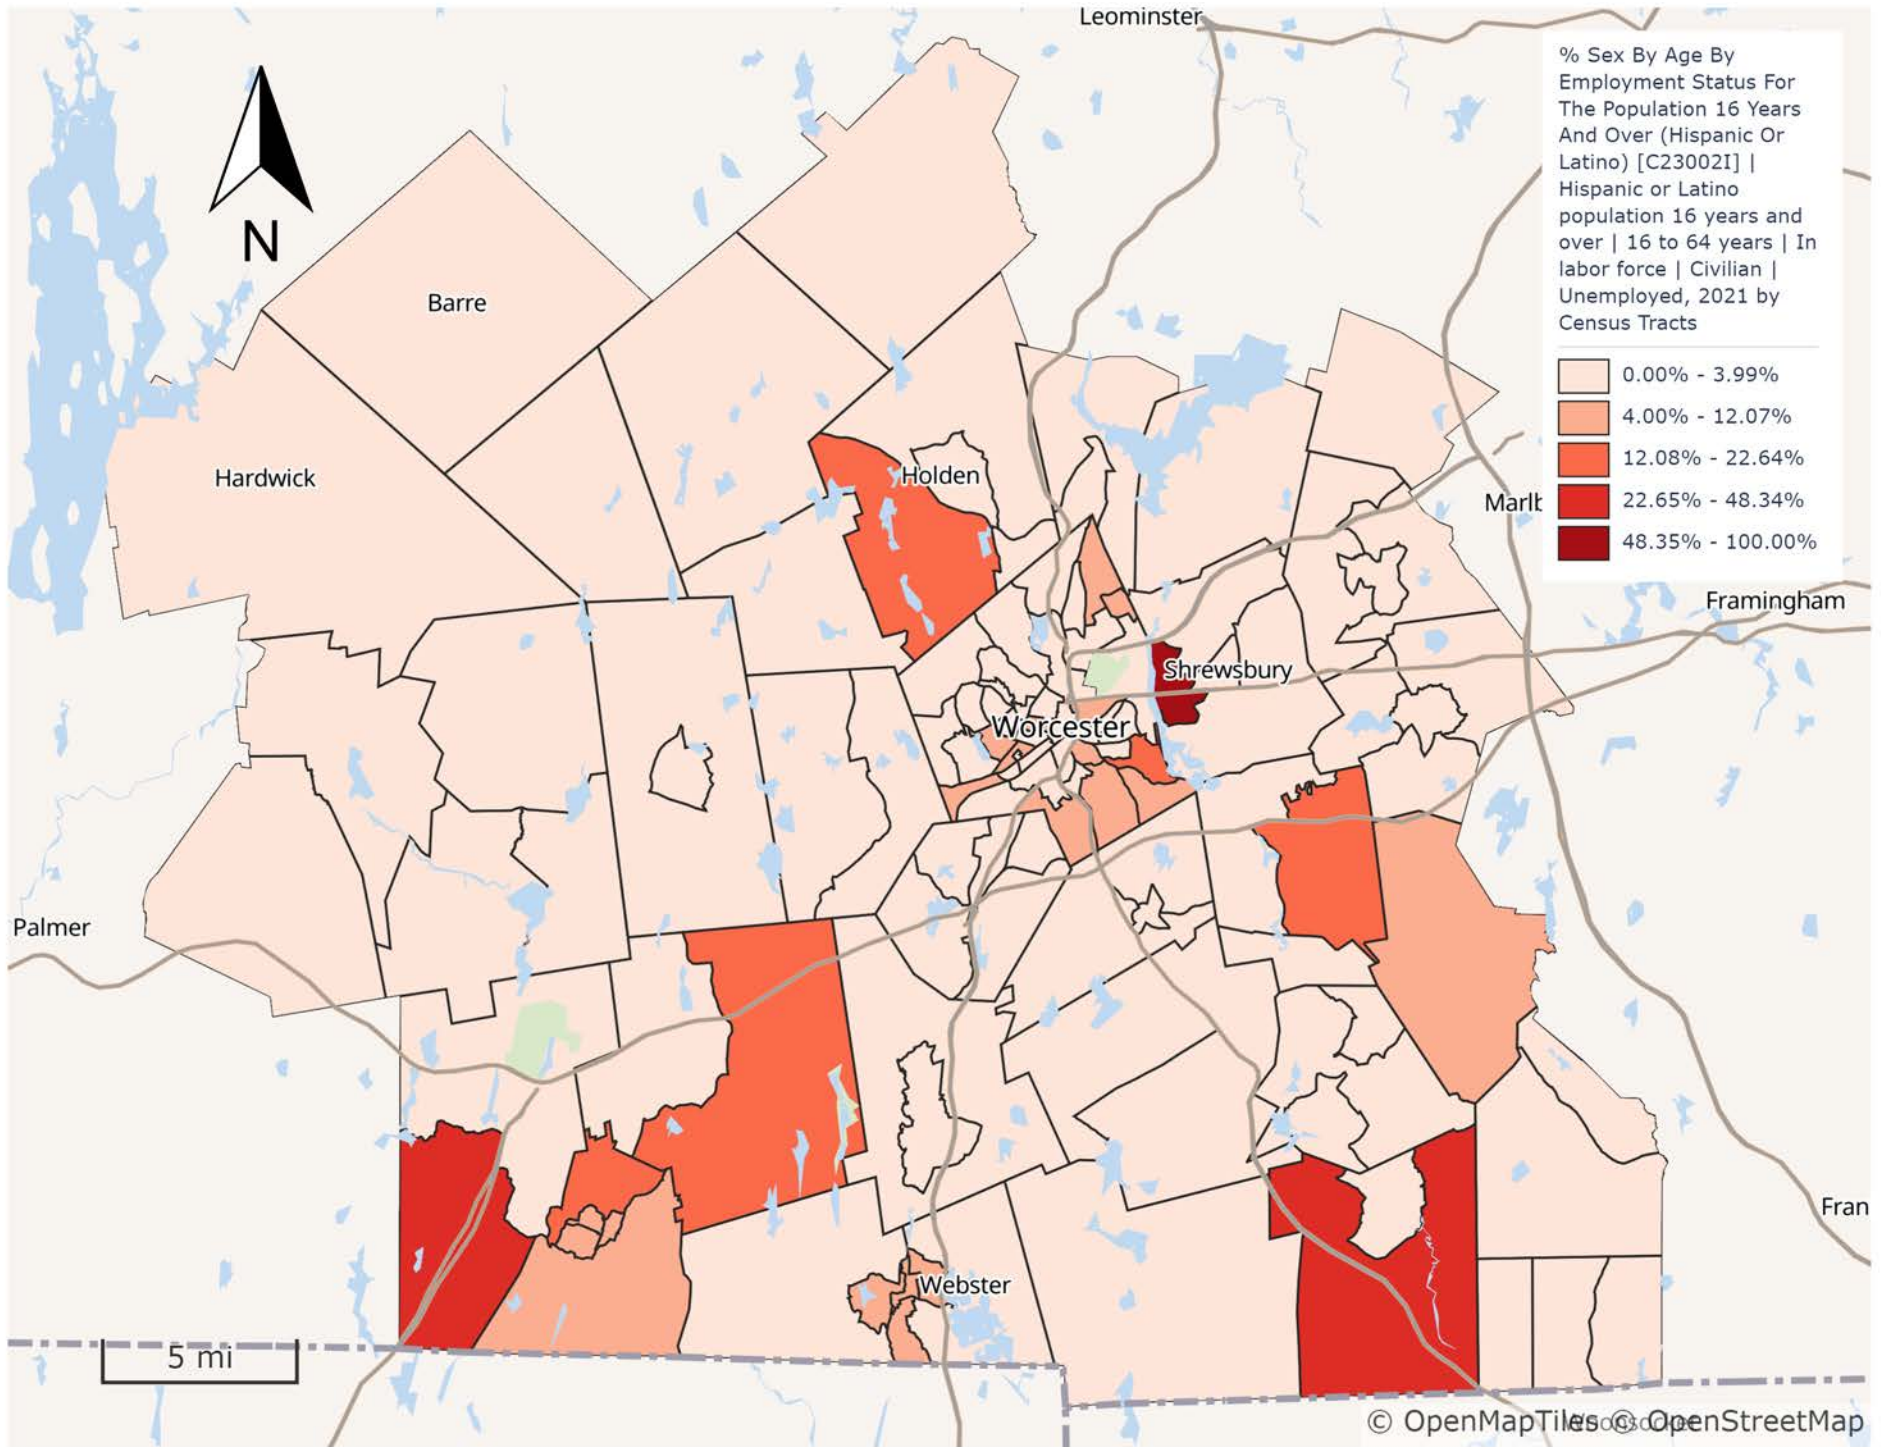 Leominster
% Sex By Age By
Employment Status For
The Population 16 Years
And Over (Hispanic Or
Latino) [C23002I] |
Hispanic or Latino
population 16 years and
over | 16 to 64 years | In
labor force | Civilian |
Unemployed, 2021 by
Census Tracts
0.00% - 3.99%
4.00% - 12.07%
12.08% - 22.64%
22.65% - 48.34%
48.35% - 100.00%
N
Barre
Hardwick
Holden
Marlb
Framingham
Shrewsbury
Worcester
Palmer
Fran
Webster
5 mi
© OpenMapTiles © OpenStreetMap